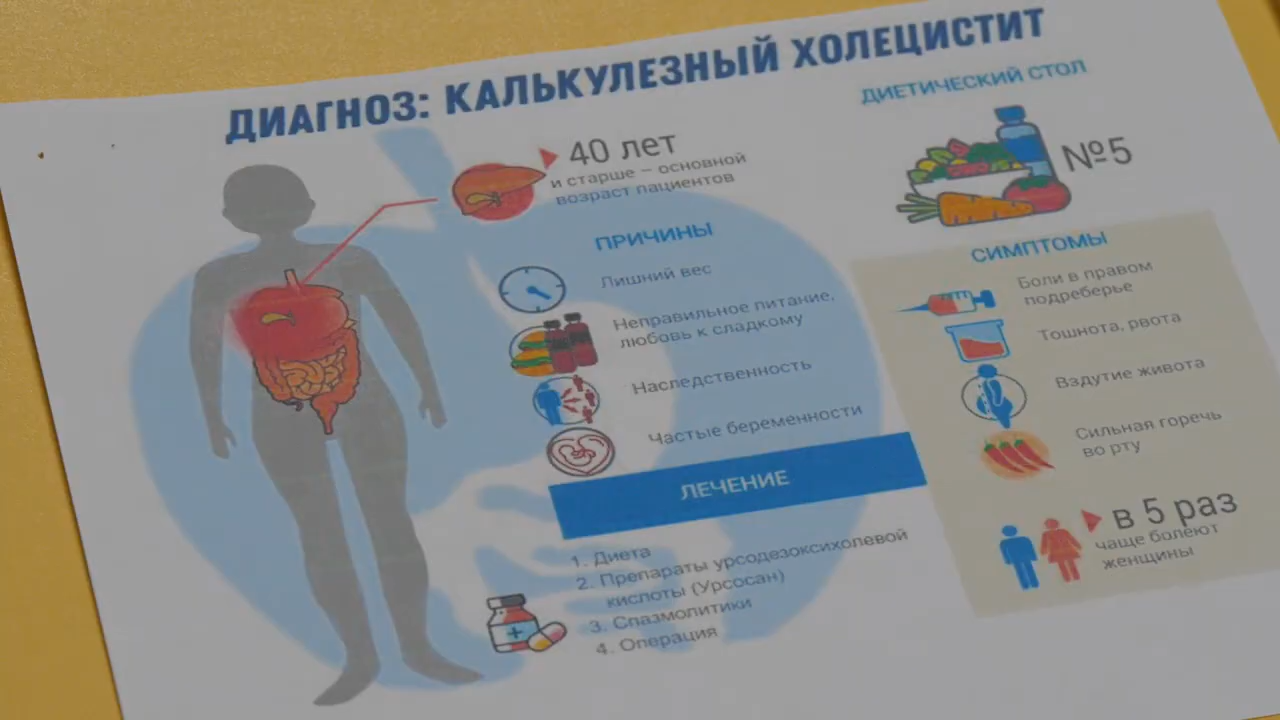 ДИАГНОЗ: КАЛЬКУЛЕЗНЫЙ ХОЛЕЦИСТИТ
40 лет
и старше – основной
возраст пациентов
ПРИЧИНЫ
Лишний вес
Неправильное питание,
любовь к сладкому
Наследственность
Частые беременности
ЛЕЧЕНИЕ
1. Диета
2. Препараты урсодезоксихолевой
кислоты (Урсосан)
3. Спазмолитики
4. Операция
ДИЕТИЧЕСКИЙ СТОЛ
№5
СИМПТОМЫ
Боли в правом
подреберье
Тошнота, рвота
Вздутие живота
Сильная горечь
во рту
в 5 раз
чаще болеют
женщины